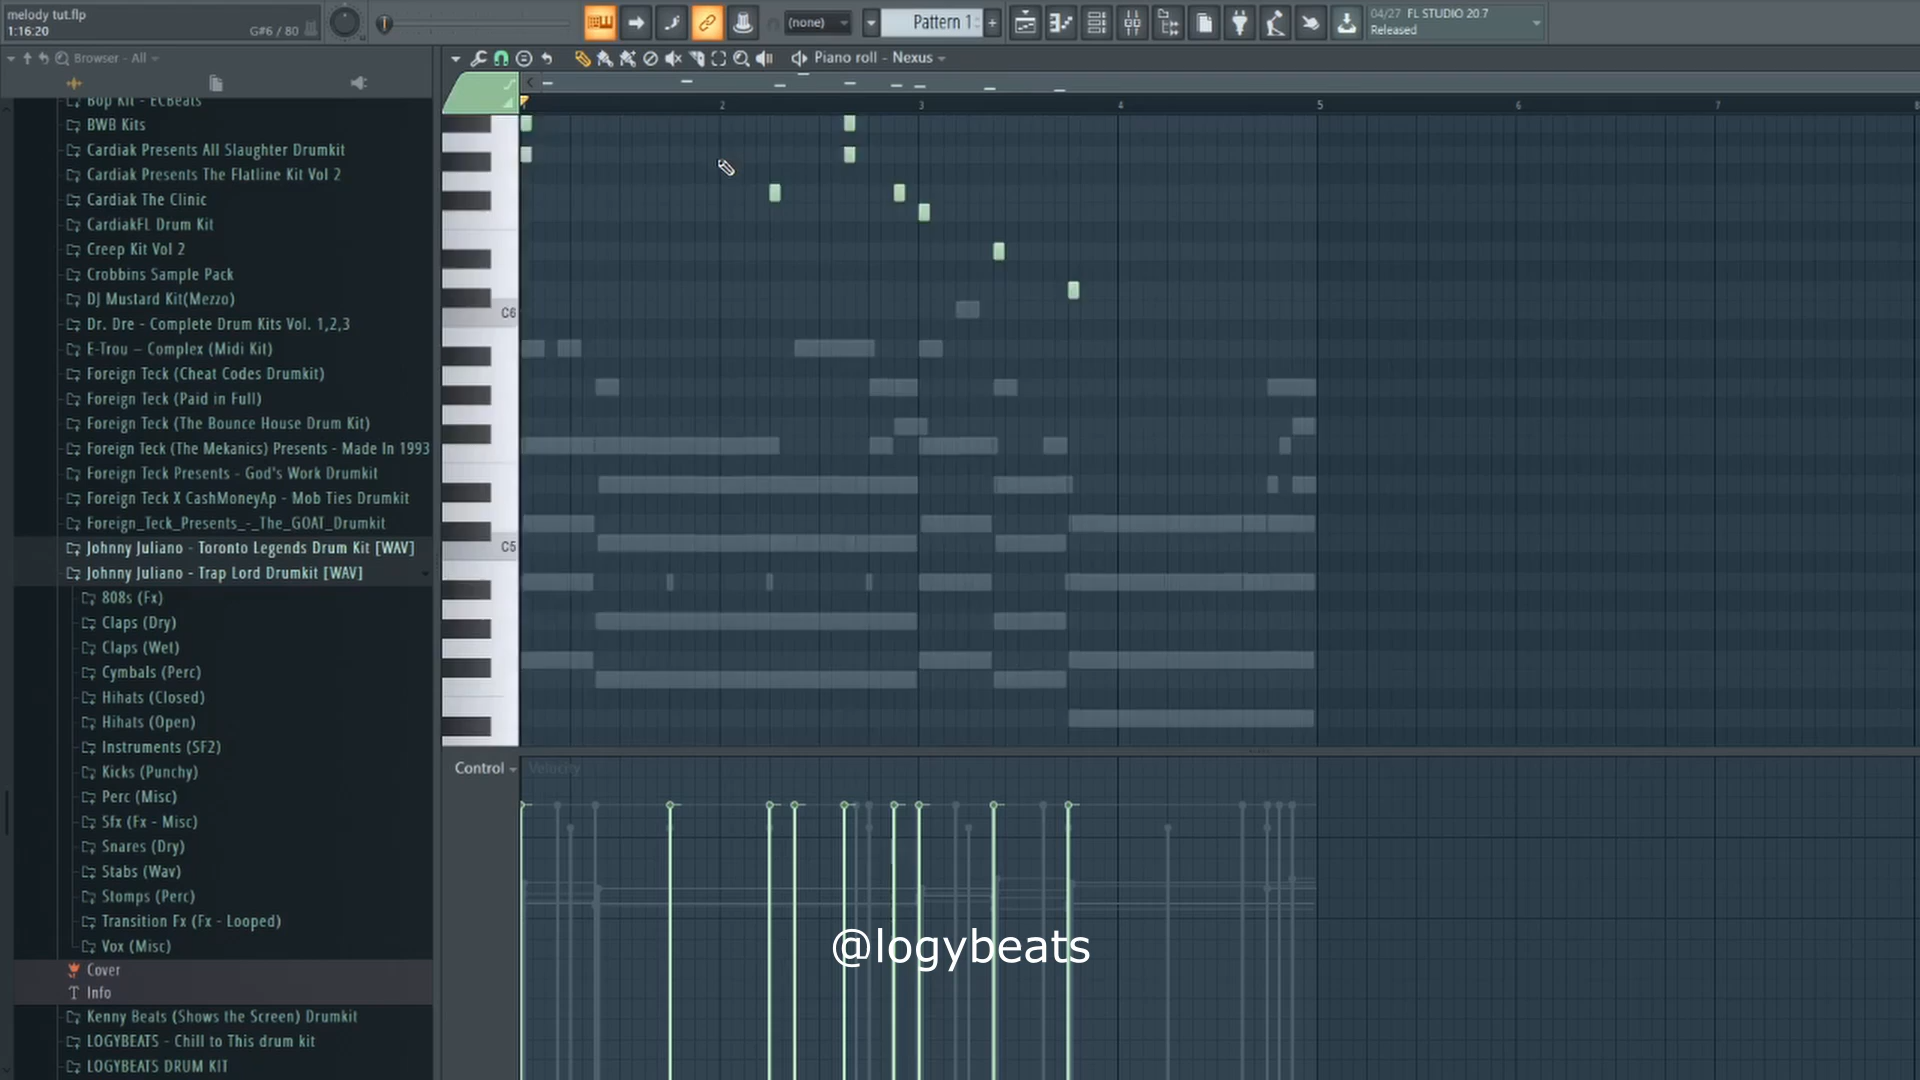 melody tut.flp
1:16:20
G#6 / 80
(none)
Pattern 1
04/27 FL STUDIO 20.7
Released
Browser - All
Piano roll - Nexus
2
3
4
5
6
7
8
Bop Kit - ECBeats
BWB Kits
Cardiak Presents All Slaughter Drumkit
Cardiak Presents The Flatline Kit Vol 2
Cardiak The Clinic
CardiakFL Drum Kit
Creep Kit Vol 2
Crobbins Sample Pack
DJ Mustard Kit(Mezzo)
Dr. Dre - Complete Drum Kits Vol. 1,2,3
E-Trou – Complex (Midi Kit)
Foreign Teck (Cheat Codes Drumkit)
Foreign Teck (Paid in Full)
Foreign Teck (The Bounce House Drum Kit)
Foreign Teck (The Mekanics) Presents - Made In 1993
Foreign Teck Presents - God's Work Drumkit
Foreign Teck X CashMoneyAp - Mob Ties Drumkit
Foreign_Teck_Presents_-_The_GOAT_Drumkit
Johnny Juliano - Toronto Legends Drum Kit [WAV]
Johnny Juliano - Trap Lord Drumkit [WAV]
808s (Fx)
Claps (Dry)
Claps (Wet)
Cymbals (Perc)
Hihats (Closed)
Hihats (Open)
Instruments (SF2)
Kicks (Punchy)
Perc (Misc)
Sfx (Fx - Misc)
Snares (Dry)
Stabs (Wav)
Stomps (Perc)
Transition Fx (Fx - Looped)
Vox (Misc)
Cover
Info
Kenny Beats (Shows the Screen) Drumkit
LOGYBEATS - Chill to This drum kit
LOGYBEATS DRUM KIT
C6
C5
Control
Velocity
@logybeats